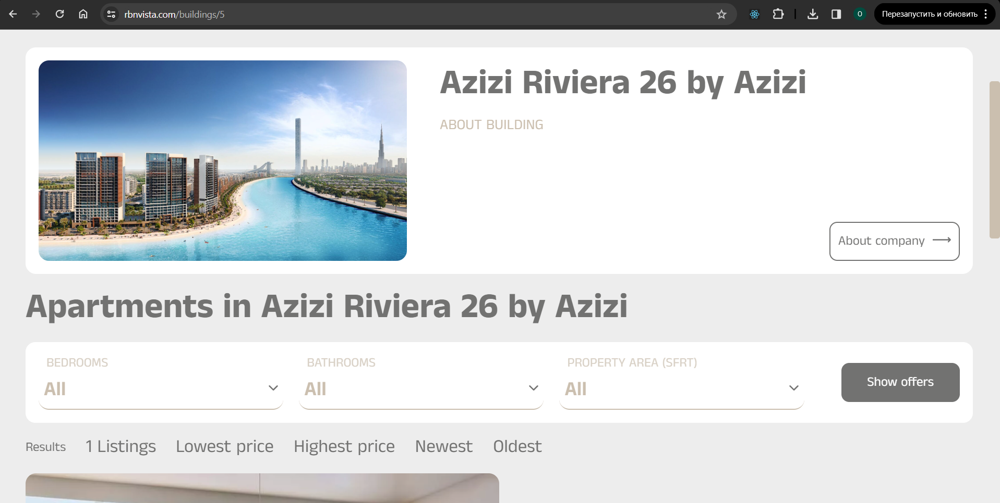 rbnvista.com/buildings/5
O
Перезапустить и обновить
Azizi Riviera 26 by Azizi
ABOUT BUILDING
About company
Apartments in Azizi Riviera 26 by Azizi
BEDROOMS
All
BATHROOMS
All
PROPERTY AREA (SFRT)
All
Show offers
Results 1 Listings Lowest price Highest price Newest Oldest